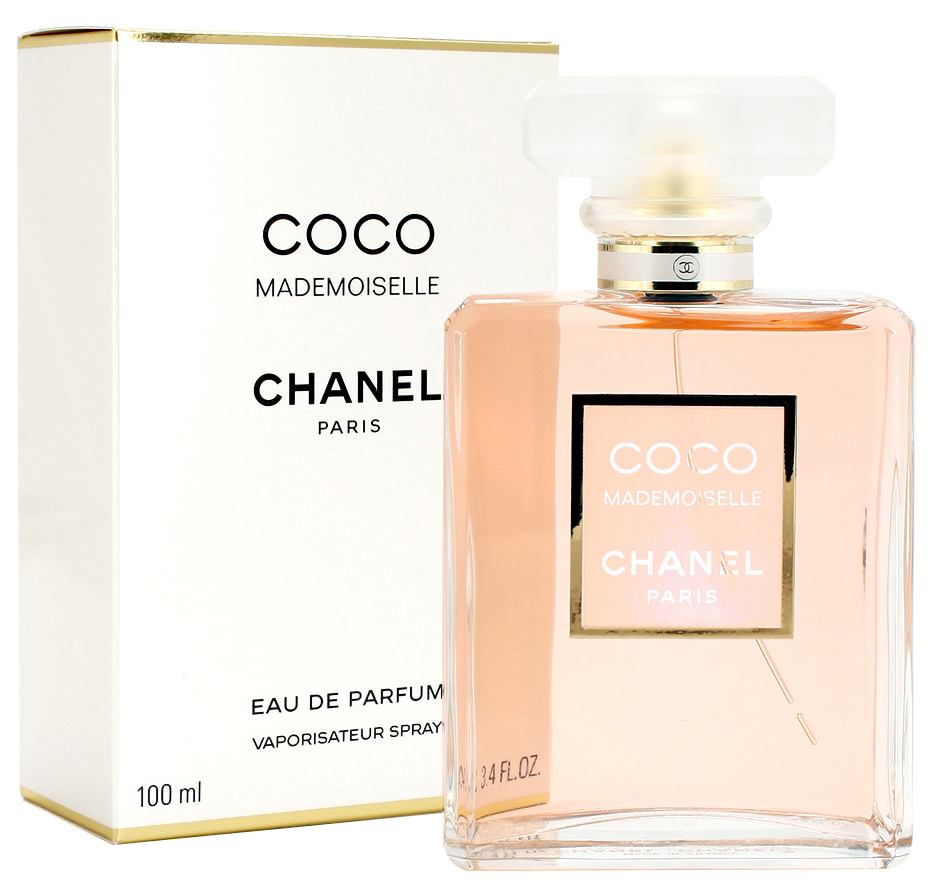 COCO
MADEMOISELLE
CHANEL
PARIS
EAU DE PARFUM
VAPORISATEUR SPRAY
100 ml
COCO
MADEMOISELLE
CHANEL
PARIS
3.4 FL.OZ.